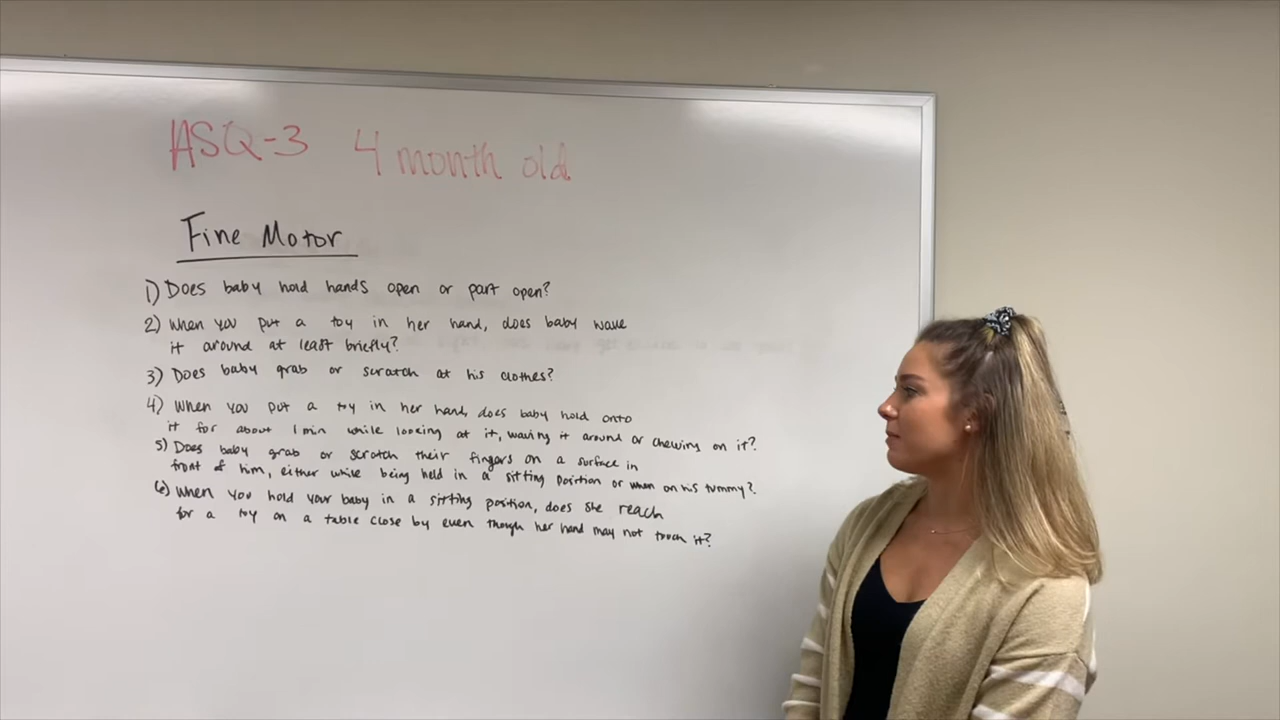 ASQ-3 4 month old
Fine Motor
1) Does baby hold hands open or part open?
2) When you put a toy in her hand, does baby wave
it around at least briefly?
3) Does baby grab or scratch at his clothes?
4) When you put a toy in her hand, does baby hold onto
it for about 1 min while looking at it, waving it around or chewing on it?
5) Does baby grab or scratch their fingers on a surface in
front of him, either while being held in a sitting position or when on his tummy?
6) When you hold your baby in a sitting position, does she reach
for a toy on a table close by even though her hand may not touch it?